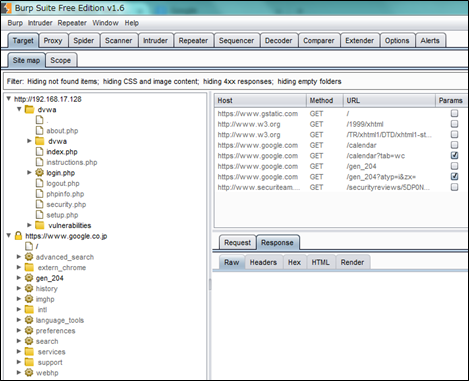 Burp Suite Free Edition v1.6
Burp Intruder Repeater Window Help
Target Proxy Spider Scanner Intruder Repeater Sequencer Decoder Comparer Extender Options Alerts
Site map Scope
Filter: Hiding not found items; hiding CSS and image content; hiding 4xx responses; hiding empty folders
http://192.168.17.128
dvwa
.
about.php
dvwa
index.php
instructions.php
login.php
logout.php
phpinfo.php
security.php
setup.php
vulnerabilities
https://www.google.co.jp
/
advanced_search
extern_chrome
gen_204
history
imghp
intl
language_tools
preferences
search
services
support
webhp
Host Method URL Params
https://www.gstatic.com GET /
http://www.w3.org GET /1999/xhtml
http://www.w3.org GET /TR/xhtml1/DTD/xhtml1-st...
https://www.google.com GET /calendar
https://www.google.com GET /calendar?tab=wc
https://www.google.com GET /gen_204
https://www.google.com GET /gen_204?atyp=i&zx=
http://www.securiteam... GET /securityreviews/5DP0N...
Request Response
Raw Headers Hex HTML Render